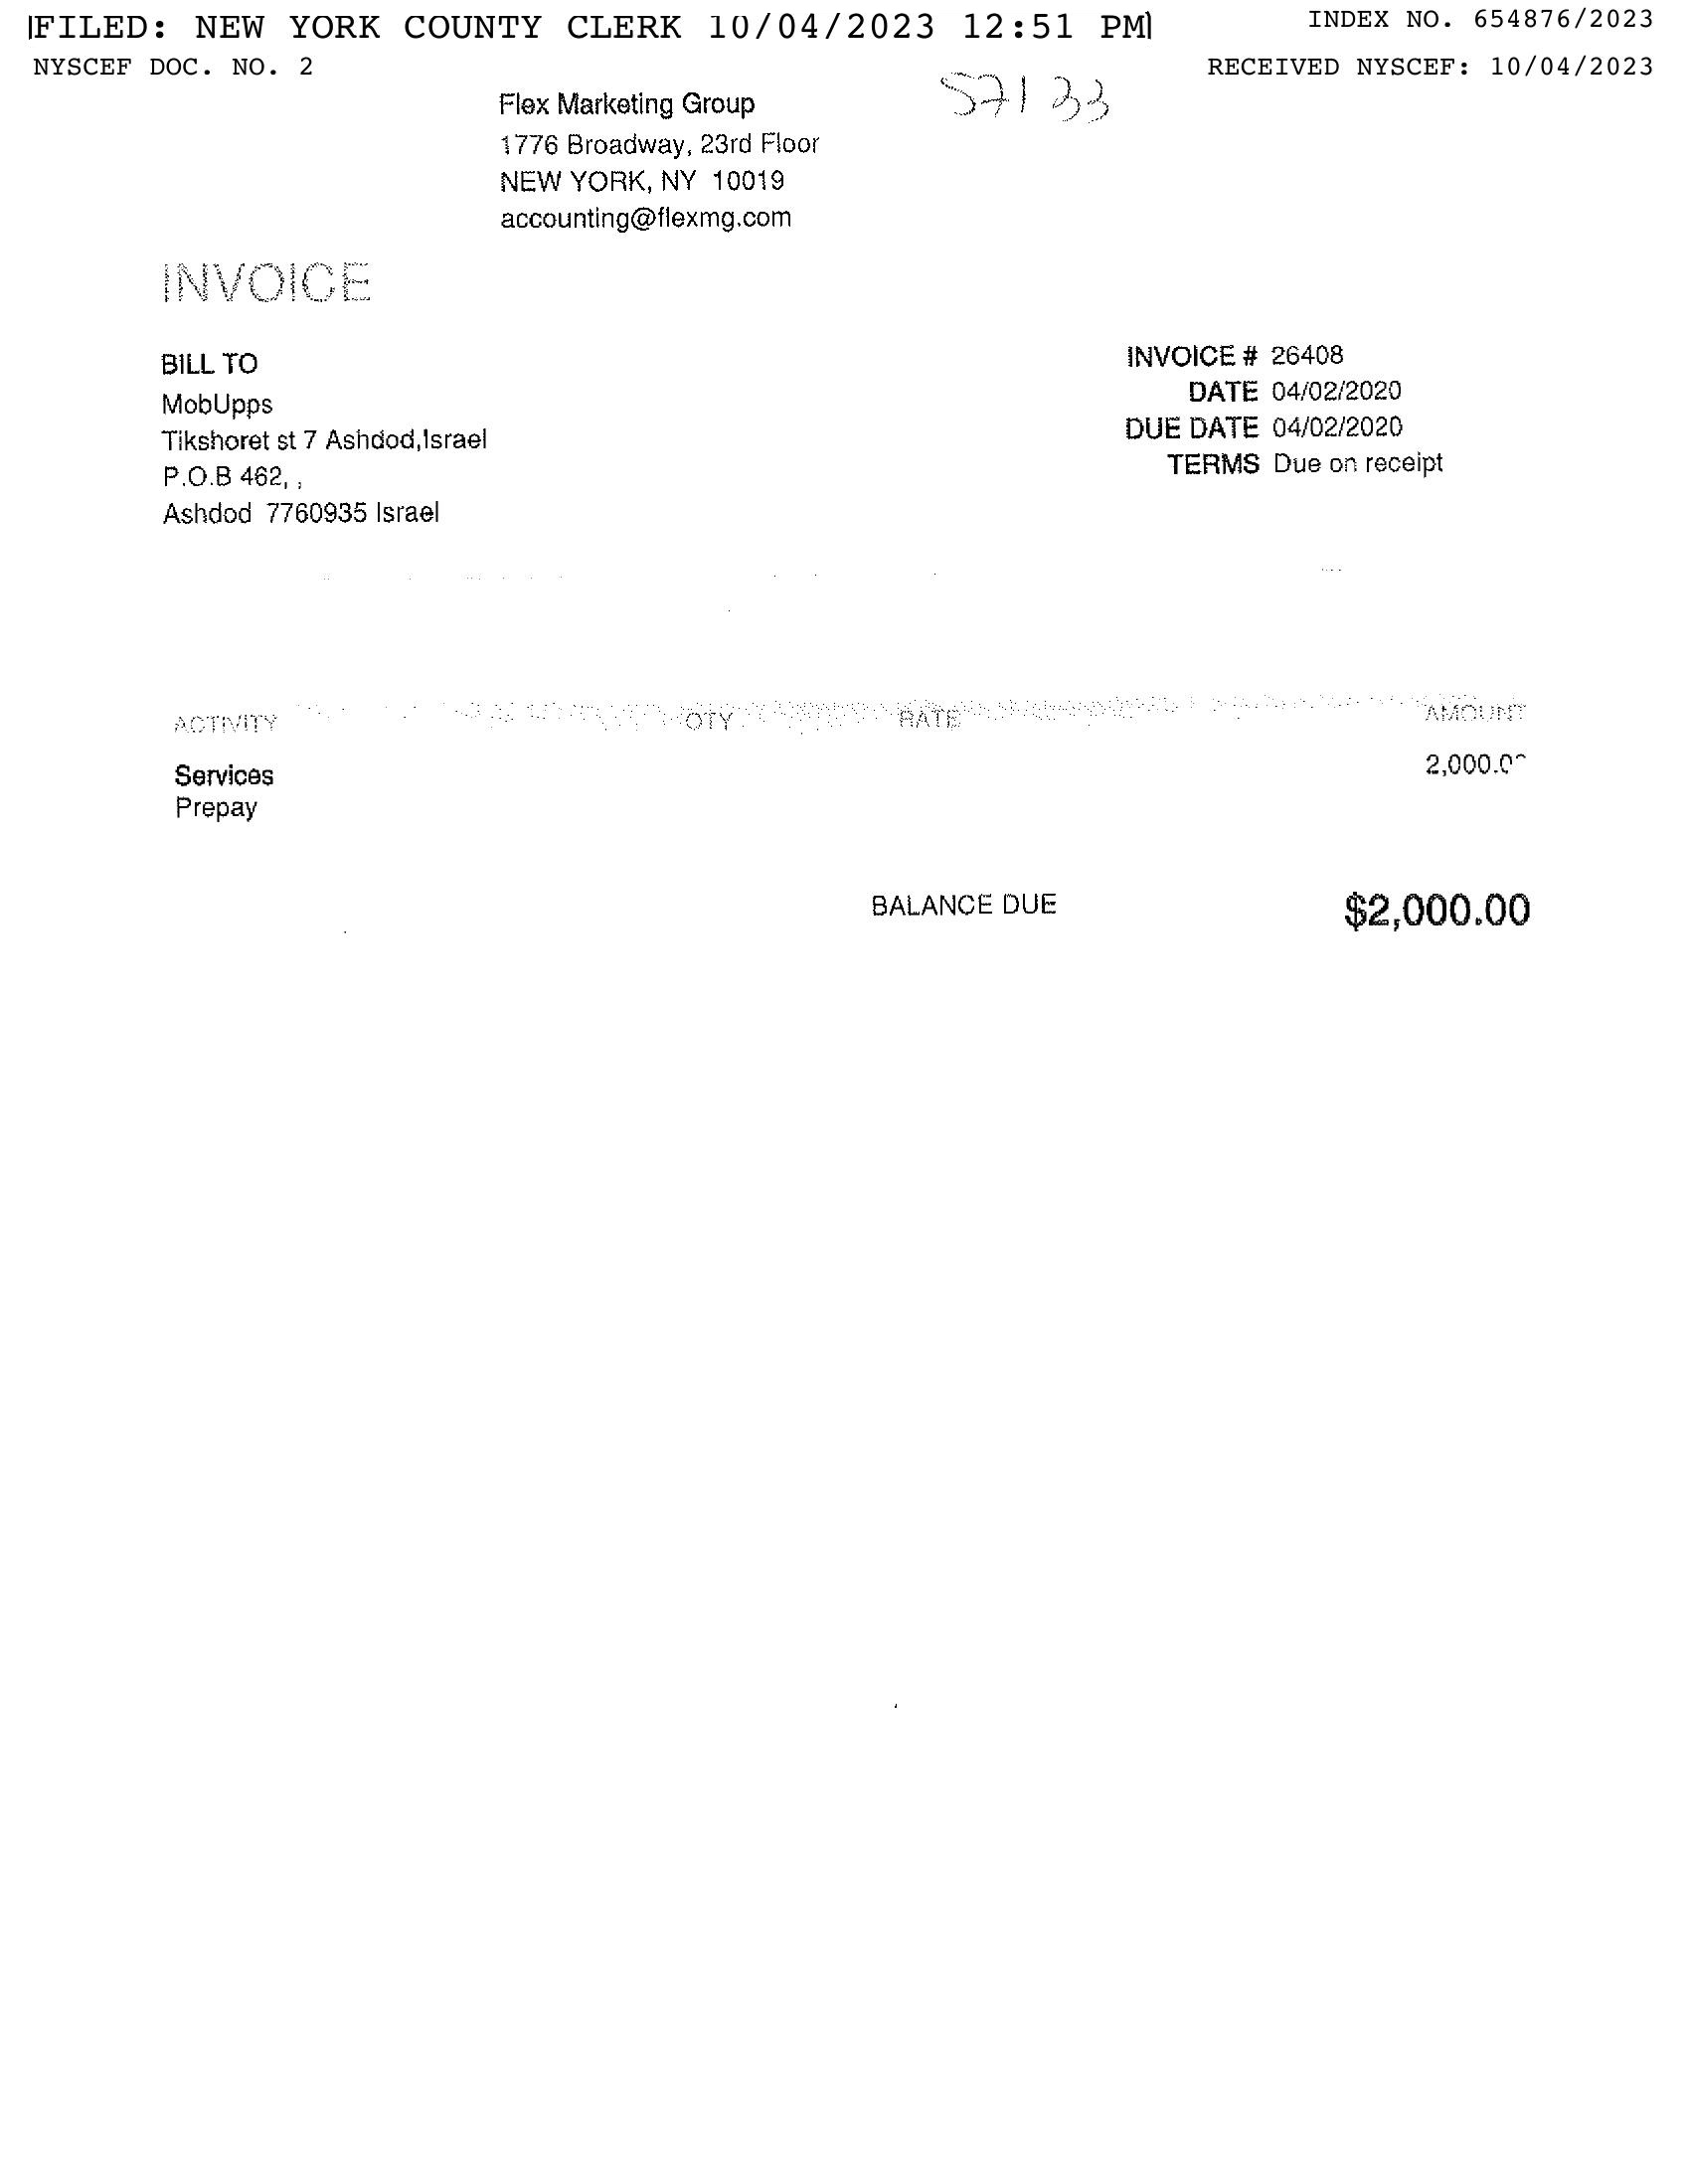 FILED: NEW YORK COUNTY CLERK 10/04/2023 12:51 PM
INDEX NO. 654876/2023
NYSCEF DOC. NO. 2
RECEIVED NYSCEF: 10/04/2023
57133
Flex Marketing Group
1776 Broadway, 23rd Floor
NEW YORK, NY 10019
accounting@flexmg.com
INVOICE
BILL TO
MobUpps
Tikshoret st 7 Ashdod,Israel
P.O.B 462, ,
Ashdod 7760935 Israel
INVOICE # 26408
DATE 04/02/2020
DUE DATE 04/02/2020
TERMS Due on receipt
ACTIVITY QTY RATE AMOUNT
Services 2,000.00
Prepay
BALANCE DUE $2,000.00